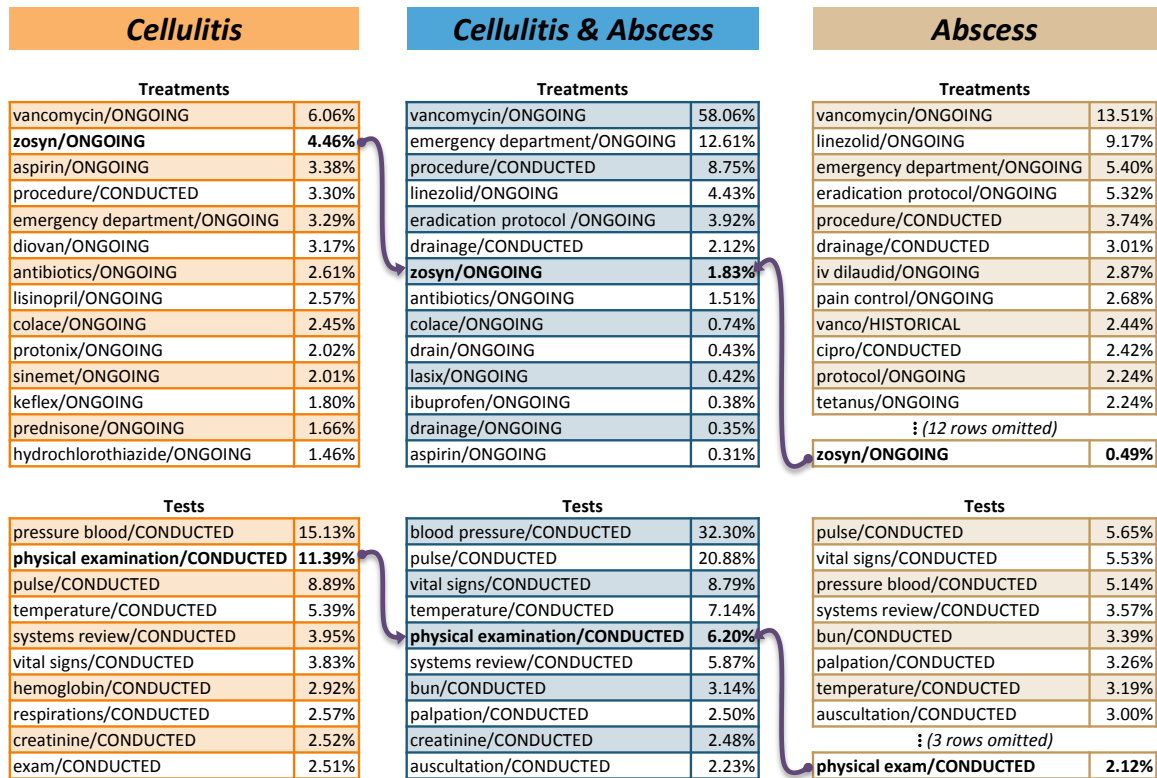 Cellulitis
Treatments
vancomycin/ONGOING 6.06%
zosyn/ONGOING 4.46%
aspirin/ONGOING 3.38%
procedure/CONDUCTED 3.30%
emergency department/ONGOING 3.29%
diovan/ONGOING 3.17%
antibiotics/ONGOING 2.61%
lisinopril/ONGOING 2.57%
colace/ONGOING 2.45%
protonix/ONGOING 2.02%
sinemet/ONGOING 2.01%
keflex/ONGOING 1.80%
prednisone/ONGOING 1.66%
hydrochlorothiazide/ONGOING 1.46%
Tests
pressure blood/CONDUCTED 15.13%
physical examination/CONDUCTED 11.39%
pulse/CONDUCTED 8.89%
temperature/CONDUCTED 5.39%
systems review/CONDUCTED 3.95%
vital signs/CONDUCTED 3.83%
hemoglobin/CONDUCTED 2.92%
respirations/CONDUCTED 2.57%
creatinine/CONDUCTED 2.52%
exam/CONDUCTED 2.51%
Cellulitis & Abscess
Treatments
vancomycin/ONGOING 58.06%
emergency department/ONGOING 12.61%
procedure/CONDUCTED 8.75%
linezolid/ONGOING 4.43%
eradication protocol /ONGOING 3.92%
drainage/CONDUCTED 2.12%
zosyn/ONGOING 1.83%
antibiotics/ONGOING 1.51%
colace/ONGOING 0.74%
drain/ONGOING 0.43%
lasix/ONGOING 0.42%
ibuprofen/ONGOING 0.38%
drainage/ONGOING 0.35%
aspirin/ONGOING 0.31%
Tests
blood pressure/CONDUCTED 32.30%
pulse/CONDUCTED 20.88%
vital signs/CONDUCTED 8.79%
temperature/CONDUCTED 7.14%
physical examination/CONDUCTED 6.20%
systems review/CONDUCTED 5.87%
bun/CONDUCTED 3.14%
palpation/CONDUCTED 2.50%
creatinine/CONDUCTED 2.48%
auscultation/CONDUCTED 2.23%
Abscess
Treatments
vancomycin/ONGOING 13.51%
linezolid/ONGOING 9.17%
emergency department/ONGOING 5.40%
eradication protocol/ONGOING 5.32%
procedure/CONDUCTED 3.74%
drainage/CONDUCTED 3.01%
iv dilaudid/ONGOING 2.87%
pain control/ONGOING 2.68%
vanco/HISTORICAL 2.44%
cipro/CONDUCTED 2.42%
protocol/ONGOING 2.24%
tetanus/ONGOING 2.24%
⋮ (12 rows omitted)
zosyn/ONGOING 0.49%
Tests
pulse/CONDUCTED 5.65%
vital signs/CONDUCTED 5.53%
pressure blood/CONDUCTED 5.14%
systems review/CONDUCTED 3.57%
bun/CONDUCTED 3.39%
palpation/CONDUCTED 3.26%
temperature/CONDUCTED 3.19%
auscultation/CONDUCTED 3.00%
⋮ (3 rows omitted)
physical exam/CONDUCTED 2.12%